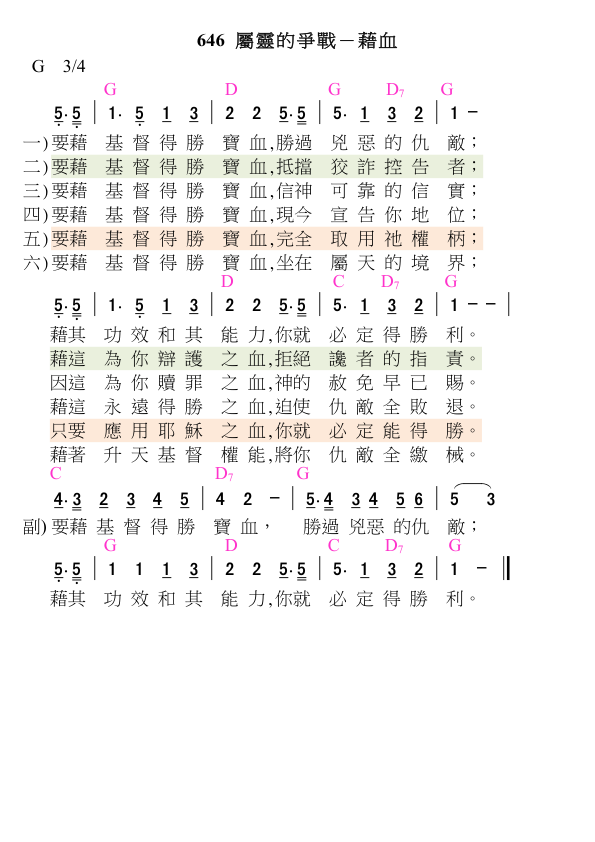 646 屬靈的爭戰－藉血
G 3/4
G D G D7 G
5·5 | 1· 5 1 3 | 2 2 5·5 | 5· 1 3 2 | 1 －
一)要藉 基督得勝 寶血,勝過 兇惡的仇 敵；
二)要藉 基督得勝 寶血,抵擋 狡詐控告 者；
三)要藉 基督得勝 寶血,信神 可靠的信 實；
四)要藉 基督得勝 寶血,現今 宣告你地 位；
五)要藉 基督得勝 寶血,完全 取用祂權 柄；
六)要藉 基督得勝 寶血,坐在 屬天的境 界；
D C D7 G
5·5 | 1· 5 1 3 | 2 2 5·5 | 5· 1 3 2 | 1 － － |
藉其 功效和其 能力,你就 必定得勝 利。
藉這 為你辯護 之血,拒絕 讒者的指 責。
因這 為你贖罪 之血,神的 赦免早已 賜。
藉這 永遠得勝 之血,迫使 仇敵全敗 退。
只要 應用耶穌 之血,你就 必定能得 勝。
藉著 升天基督 權能,將你 仇敵全繳 械。
C D7 G
4·3 2 3 4 5 | 4 2 － | 5·4 3 4 5 6 | 5 3
副)要藉 基督得勝 寶血， 勝過 兇惡 的仇 敵；
G D C D7 G
5·5 | 1 1 1 3 | 2 2 5·5 | 5· 1 3 2 | 1 － ||
藉其 功效和其 能力,你就 必定得勝 利。